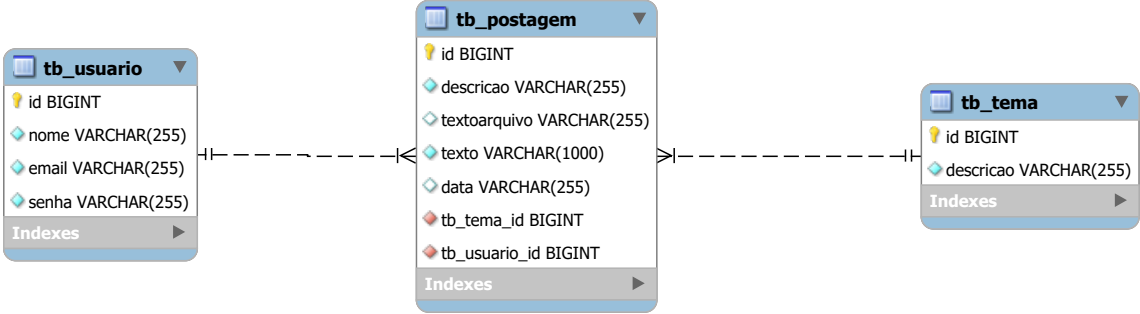 tb_usuario
id BIGINT
nome VARCHAR(255)
email VARCHAR(255)
senha VARCHAR(255)
Indexes
tb_postagem
id BIGINT
descricao VARCHAR(255)
textoarquivo VARCHAR(255)
texto VARCHAR(1000)
data VARCHAR(255)
tb_tema_id BIGINT
tb_usuario_id BIGINT
Indexes
tb_tema
id BIGINT
descricao VARCHAR(255)
Indexes